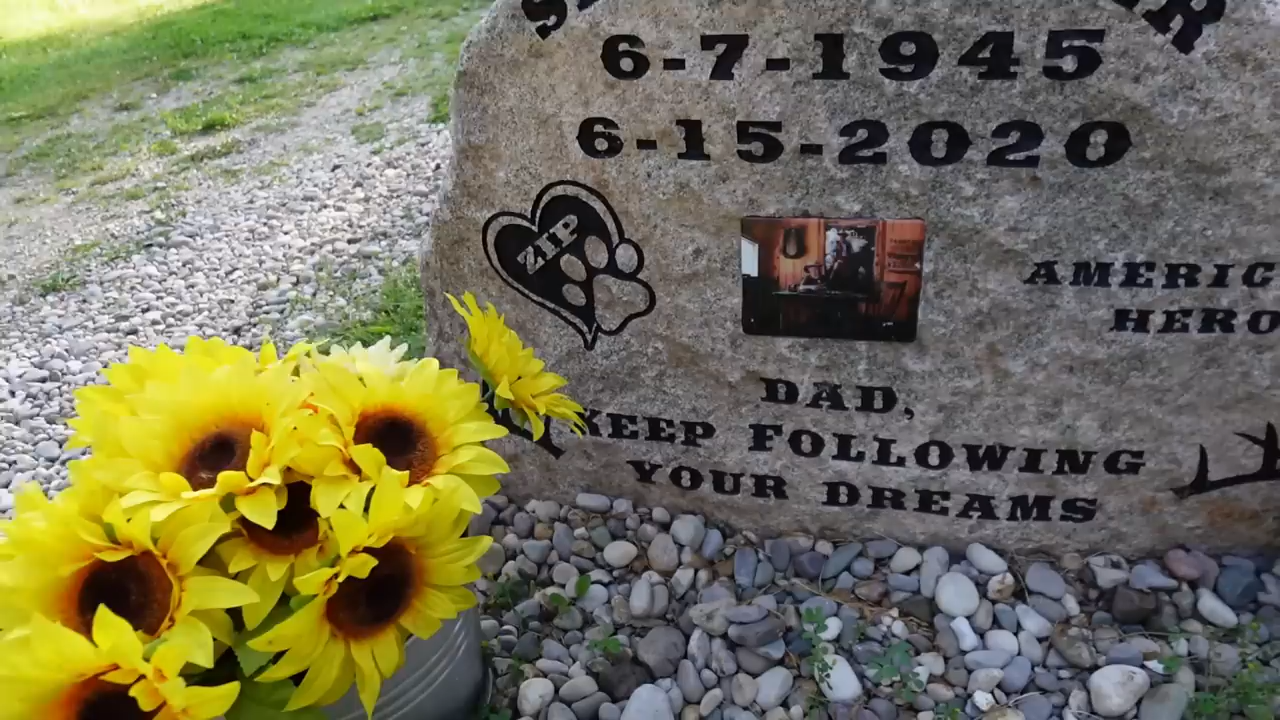 6-7-1945
6-15-2020
ZIP
AMERIC
HERO
DAD,
KEEP FOLLOWING
YOUR DREAMS